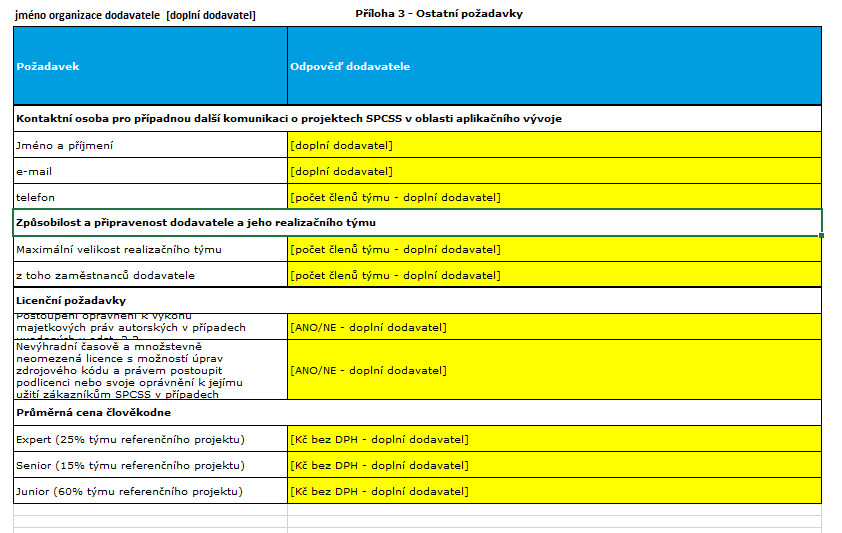 jméno organizace dodavatele [doplní dodavatel] Příloha 3 - Ostatní požadavky
Požadavek Odpověď dodavatele
Kontaktní osoba pro případnou další komunikaci o projektech SPCSS v oblasti aplikačního vývoje
Jméno a příjmení [doplní dodavatel]
e-mail [doplní dodavatel]
telefon [počet členů týmu - doplní dodavatel]
Způsobilost a připravenost dodavatele a jeho realizačního týmu
Maximální velikost realizačního týmu [počet členů týmu - doplní dodavatel]
z toho zaměstnanců dodavatele [počet členů týmu - doplní dodavatel]
Licenční požadavky
Postoupení oprávnění k výkonu
majetkových práv autorských v případech [ANO/NE - doplní dodavatel]
Nevýhradní časově a množstevně
neomezená licence s možností úprav
zdrojového kódu a právem postoupit [ANO/NE - doplní dodavatel]
podlicenci nebo svoje oprávnění k jejímu
užití zákazníkům SPCSS v případech
Průměrná cena člověkodne
Expert (25% týmu referenčního projektu) [Kč bez DPH - doplní dodavatel]
Senior (15% týmu referenčního projektu) [Kč bez DPH - doplní dodavatel]
Junior (60% týmu referenčního projektu) [Kč bez DPH - doplní dodavatel]